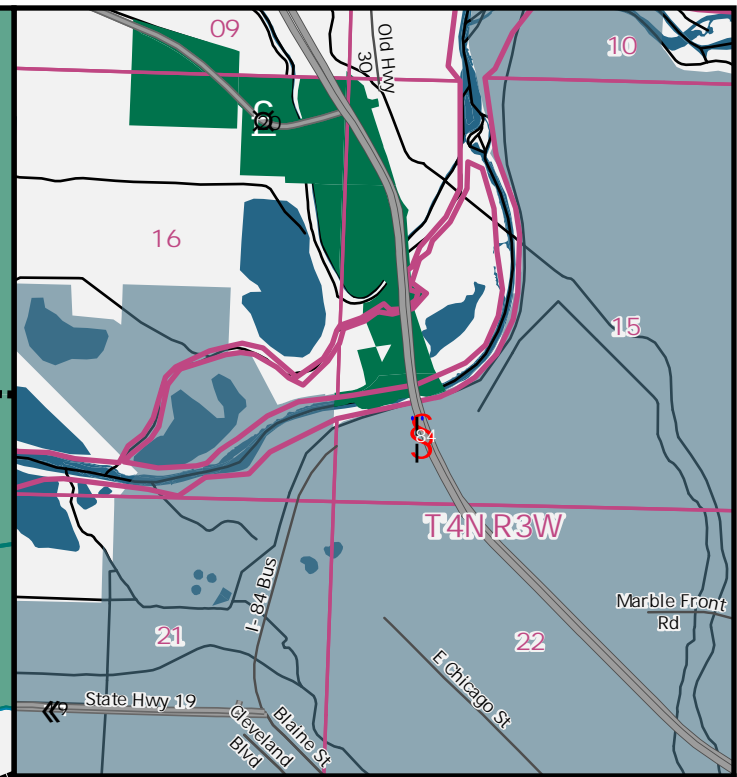 09
10
Old Hwy
30
20
16
15
84
T4N R3W
I-84 Bus
Marble Front
Rd
21
22
E Chicago St
State Hwy 19
Cleveland
Blvd
Blaine St